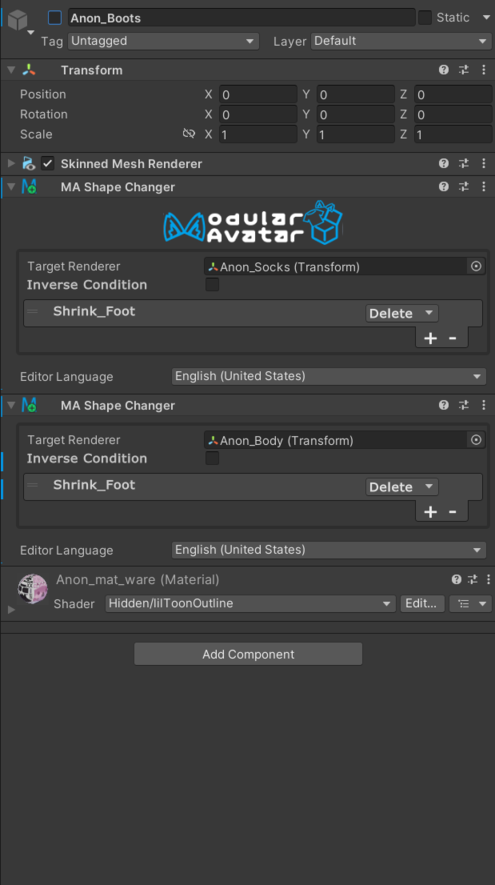 Anon_Boots Static
Tag Untagged Layer Default
Transform
Position X 0 Y 0 Z 0
Rotation X 0 Y 0 Z 0
Scale X 1 Y 1 Z 1
Skinned Mesh Renderer
MA Shape Changer
Modular
Avatar
Target Renderer Anon_Socks (Transform)
Inverse Condition
Shrink_Foot Delete
+ -
Editor Language English (United States)
MA Shape Changer
Target Renderer Anon_Body (Transform)
Inverse Condition
Shrink_Foot Delete
+ -
Editor Language English (United States)
Anon_mat_ware (Material)
Shader Hidden/lilToonOutline Edit...
Add Component